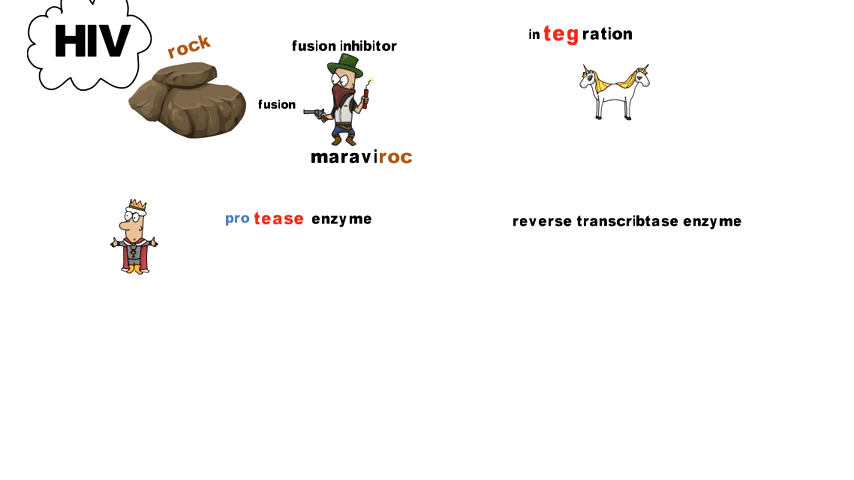 HIV
rock
fusion inhibitor
fusion
maraviroc
integration
protease enzyme
reverse transcribtase enzyme